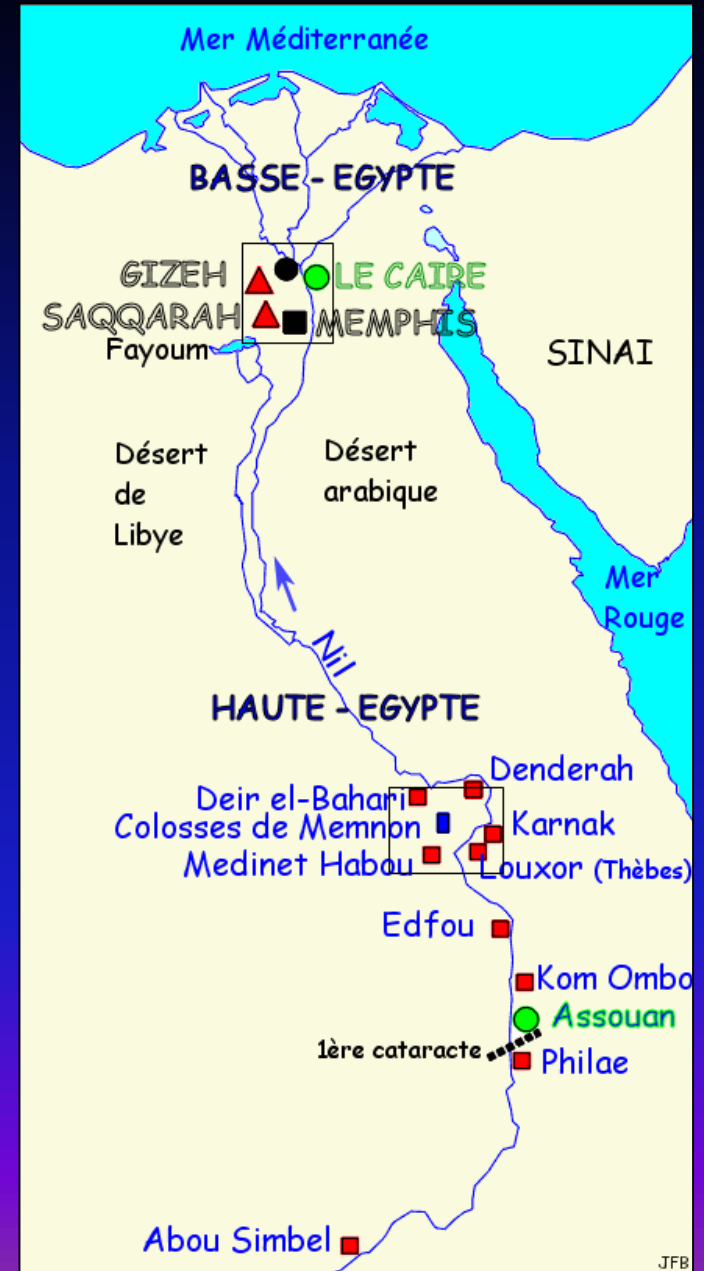 Mer Méditerranée
BASSE - EGYPTE
GIZEH
LE CAIRE
SAQQARAH
MEMPHIS
Fayoum
SINAI
Désert
de
Libye
Désert
arabique
Mer
Rouge
Nil
HAUTE - EGYPTE
Denderah
Deir el-Bahari
Colosses de Memnon
Karnak
Medinet Habou
Louxor (Thèbes)
Edfou
Kom Ombo
Assouan
1ère cataracte
Philae
Abou Simbel
JFB